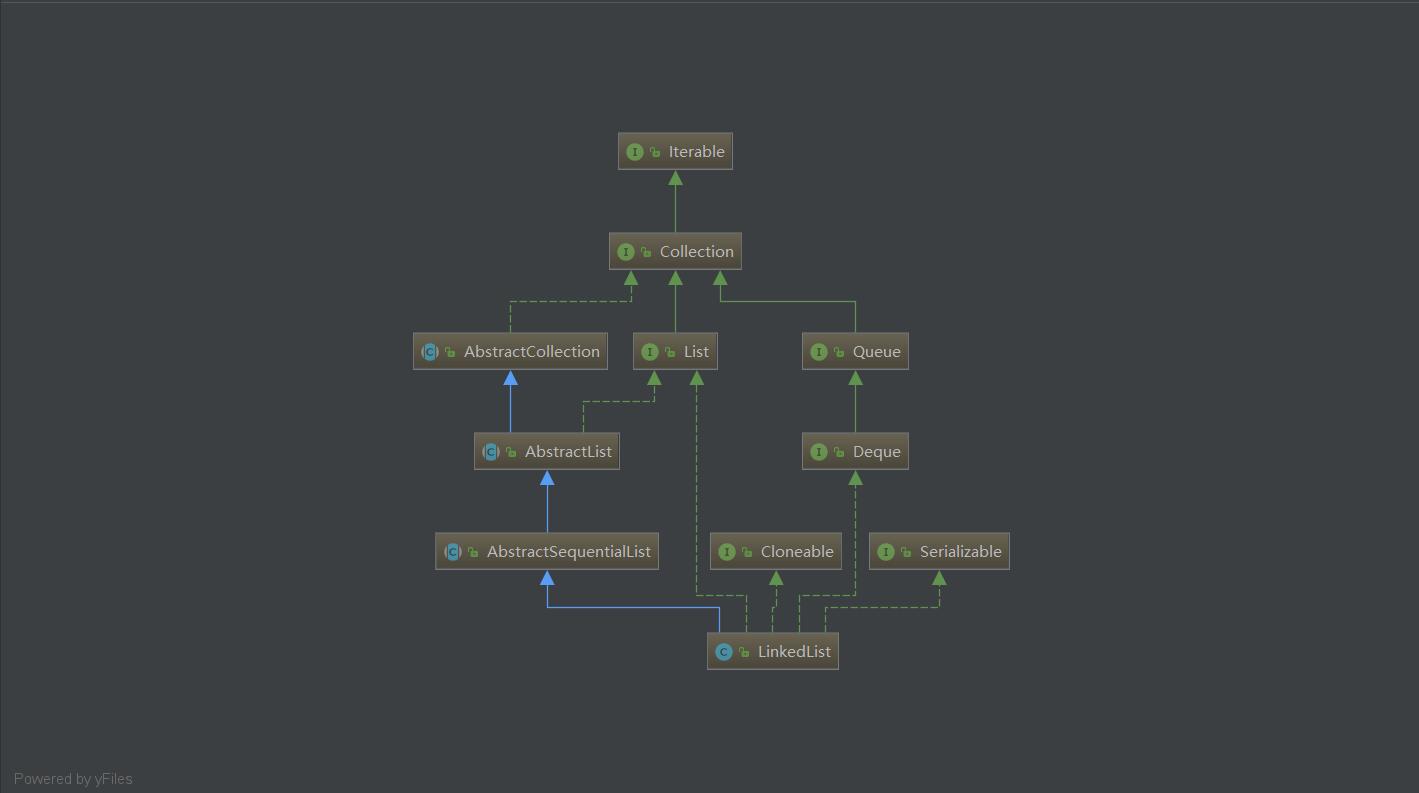 I Iterable
I Collection
C AbstractCollection
I List
I Queue
C AbstractList
I Deque
C AbstractSequentialList
I Cloneable
I Serializable
C LinkedList
Powered by yFiles